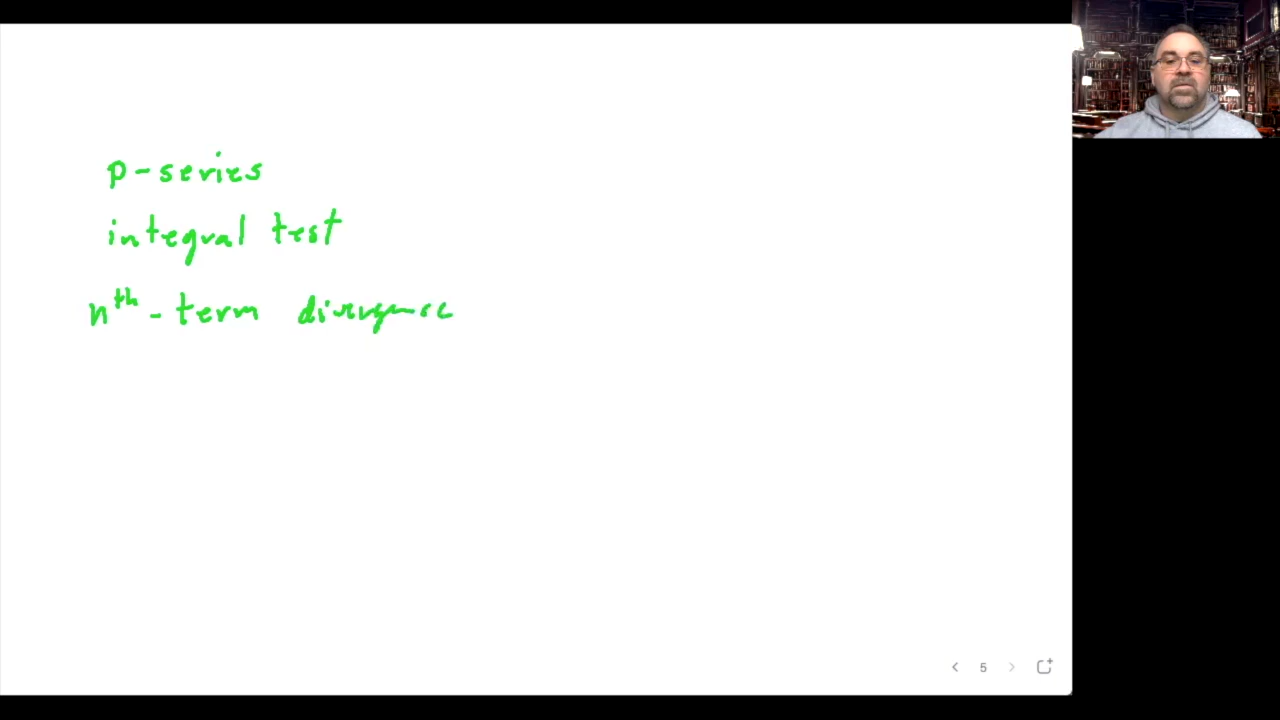 p-series
integral test
nth-term divergence
5